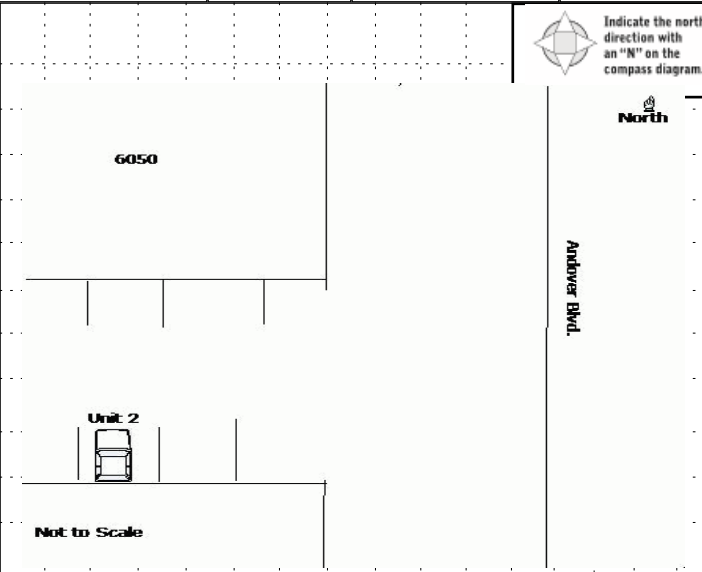 Indicate the north
direction with
an “N” on the
compass diagram.
North
6050
Andover Blvd.
Unit 2
Not to Scale